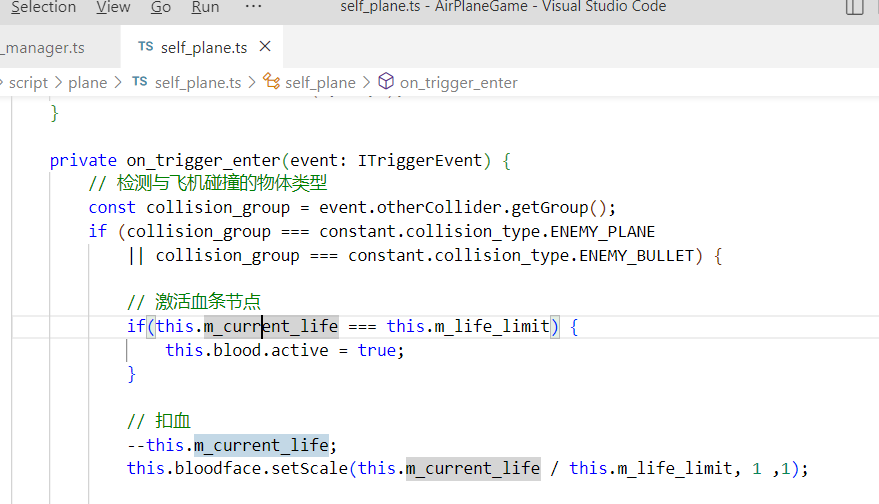 Selection View Go Run ··· self_plane.ts - AirPlaneGame - Visual Studio Code
_manager.ts TS self_plane.ts ×
> script > plane > TS self_plane.ts > self_plane > on_trigger_enter
}
private on_trigger_enter(event: ITriggerEvent) {
// 检测与飞机碰撞的物体类型
const collision_group = event.otherCollider.getGroup();
if (collision_group === constant.collision_type.ENEMY_PLANE
|| collision_group === constant.collision_type.ENEMY_BULLET) {
// 激活血条节点
if(this.m_current_life === this.m_life_limit) {
this.blood.active = true;
}
// 扣血
--this.m_current_life;
this.bloodface.setScale(this.m_current_life / this.m_life_limit, 1 ,1);